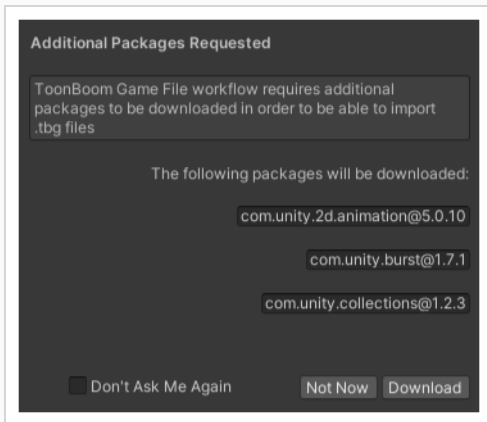 Additional Packages Requested
ToonBoom Game File workflow requires additional
packages to be downloaded in order to be able to import
.tbg files
The following packages will be downloaded:
com.unity.2d.animation@5.0.10
com.unity.burst@1.7.1
com.unity.collections@1.2.3
Don't Ask Me Again Not Now Download